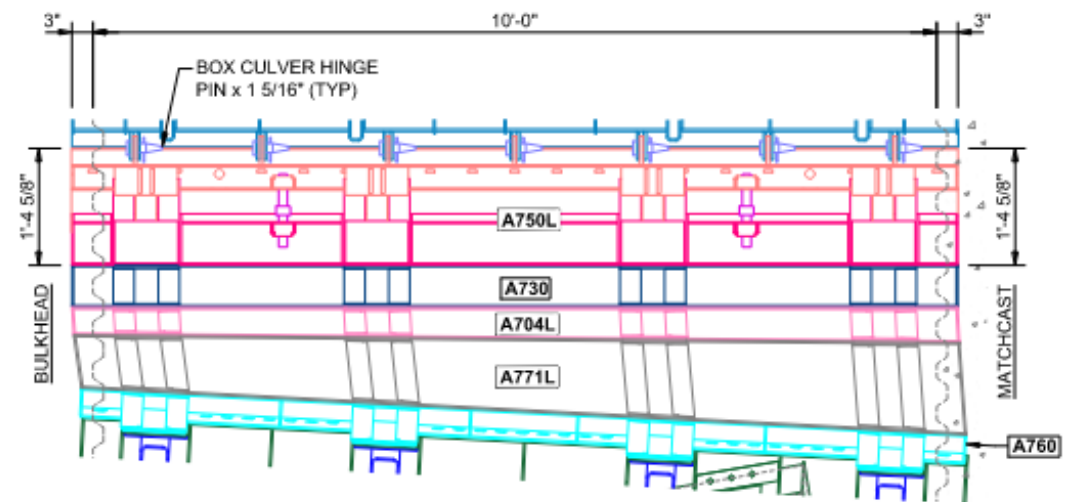 3"
10'-0"
3"
BOX CULVER HINGE
PIN x 1 5/16" (TYP)
1'-4 5/8"
1'-4 5/8"
A750L
A730
A704L
A771L
A760
BULKHEAD
MATCHCAST